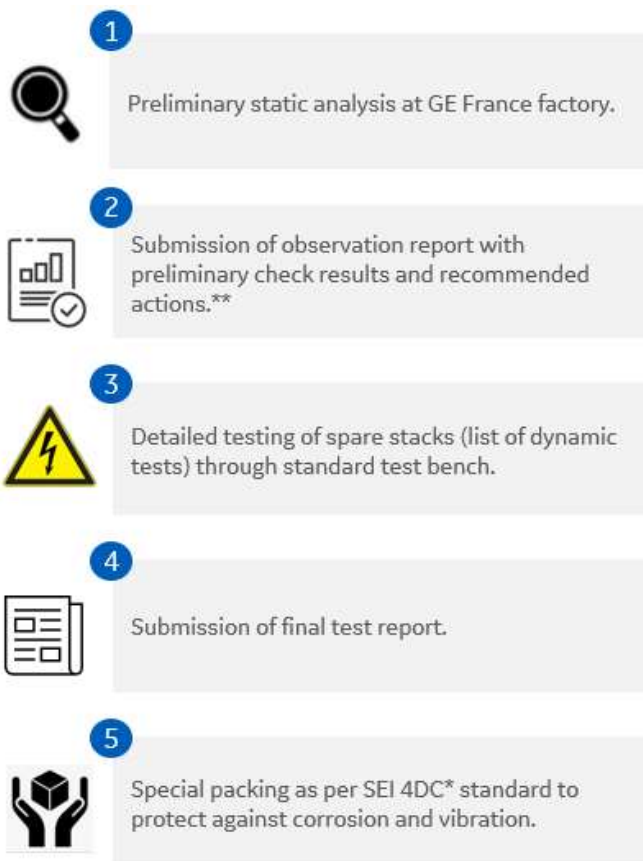 1
Preliminary static analysis at GE France factory.
2
Submission of observation report with
preliminary check results and recommended
actions.**
3
Detailed testing of spare stacks (list of dynamic
tests) through standard test bench.
4
Submission of final test report.
5
Special packing as per SEI 4DC* standard to
protect against corrosion and vibration.